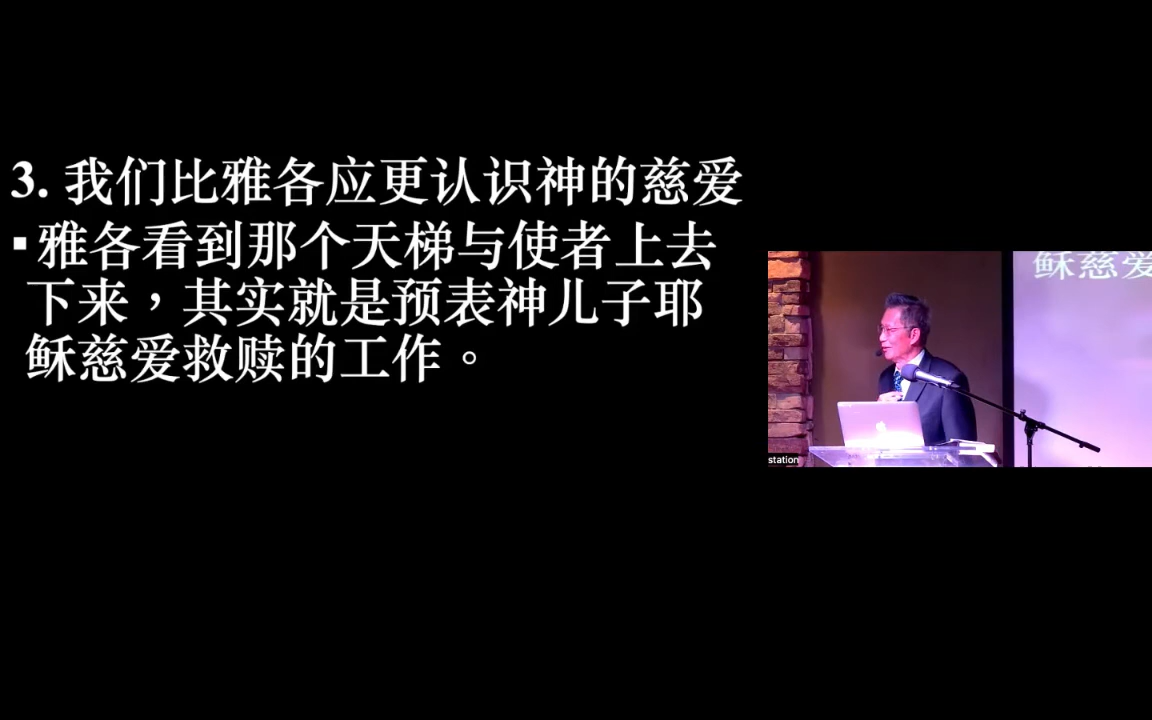 3. 我们比雅各应更认识神的慈爱
▪雅各看到那个天梯与使者上去
下来，其实就是预表神儿子耶
稣慈爱救赎的工作。
稣慈爱
station